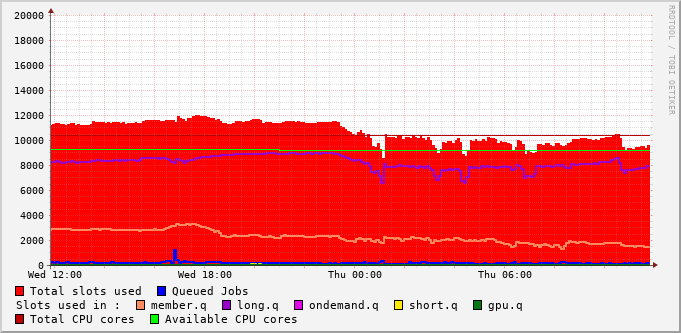 20000
18000
16000
14000
12000
10000
8000
6000
4000
2000
0
Wed 12:00 Wed 18:00 Thu 00:00 Thu 06:00
RRDTOOL / TOBI OETIKER
Total slots used Queued Jobs
Slots used in : member.q long.q ondemand.q short.q gpu.q
Total CPU cores Available CPU cores